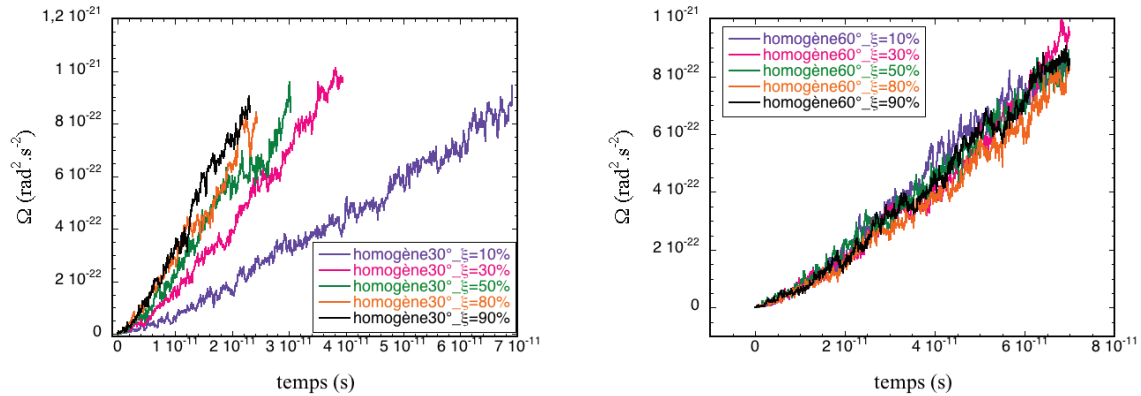 1,2 10-21
1 10-21
8 10-22
6 10-22
4 10-22
2 10-22
0
Ω (rad2.s-2)
homogène30°_ξ=10%
homogène30°_ξ=30%
homogène30°_ξ=50%
homogène30°_ξ=80%
homogène30°_ξ=90%
0 1 10-11 2 10-11 3 10-11 4 10-11 5 10-11 6 10-11 7 10-11
temps (s)
1 10-21
8 10-22
6 10-22
4 10-22
2 10-22
0
Ω (rad2.s-2)
homogène60°_ξ=10%
homogène60°_ξ=30%
homogène60°_ξ=50%
homogène60°_ξ=80%
homogène60°_ξ=90%
0 2 10-11 4 10-11 6 10-11 8 10-11
temps (s)